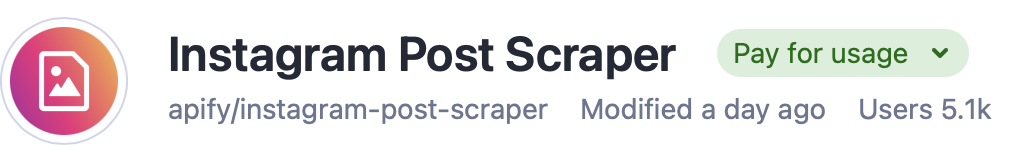 Instagram Post Scraper Pay for usage
apify/instagram-post-scraper Modified a day ago Users 5.1k